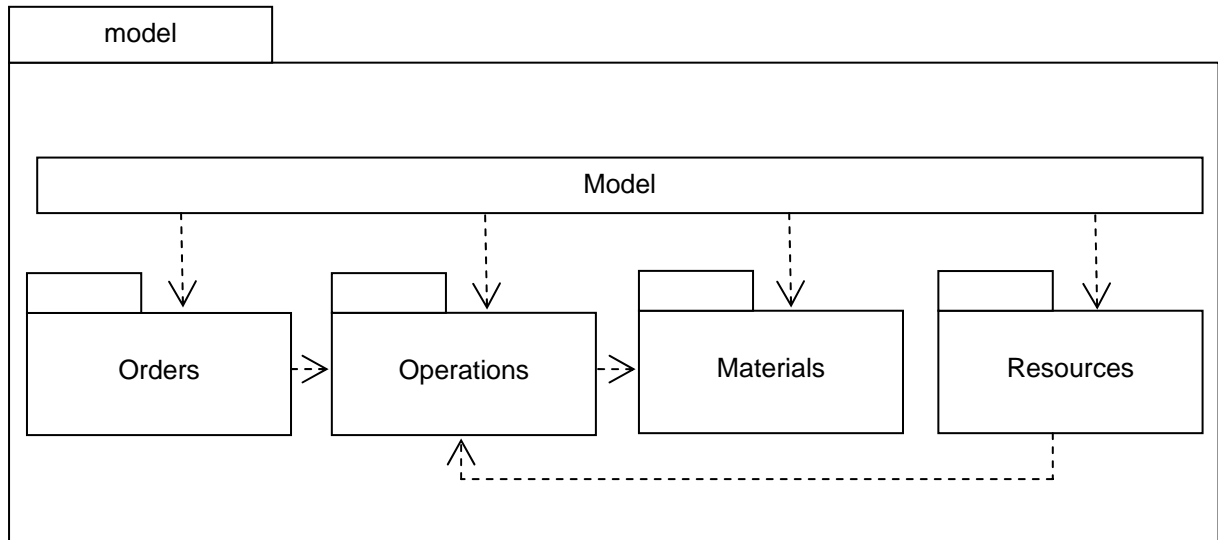 model
Model
Orders
Operations
Materials
Resources